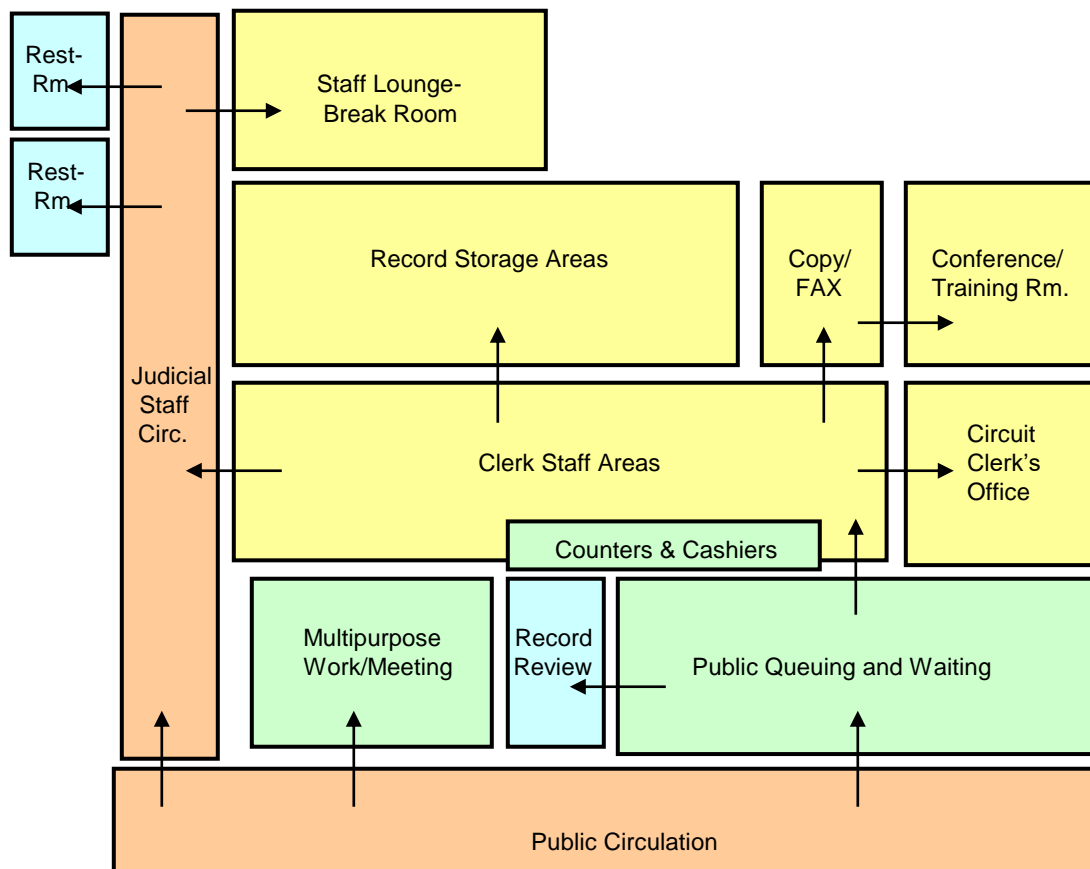 Rest-
Rm
Staff Lounge-
Break Room
Rest-
Rm
Record Storage Areas
Copy/
FAX
Conference/
Training Rm.
Judicial
Staff
Circ.
Clerk Staff Areas
Circuit
Clerk's
Office
Counters & Cashiers
Multipurpose
Work/Meeting
Record
Review
Public Queuing and Waiting
Public Circulation